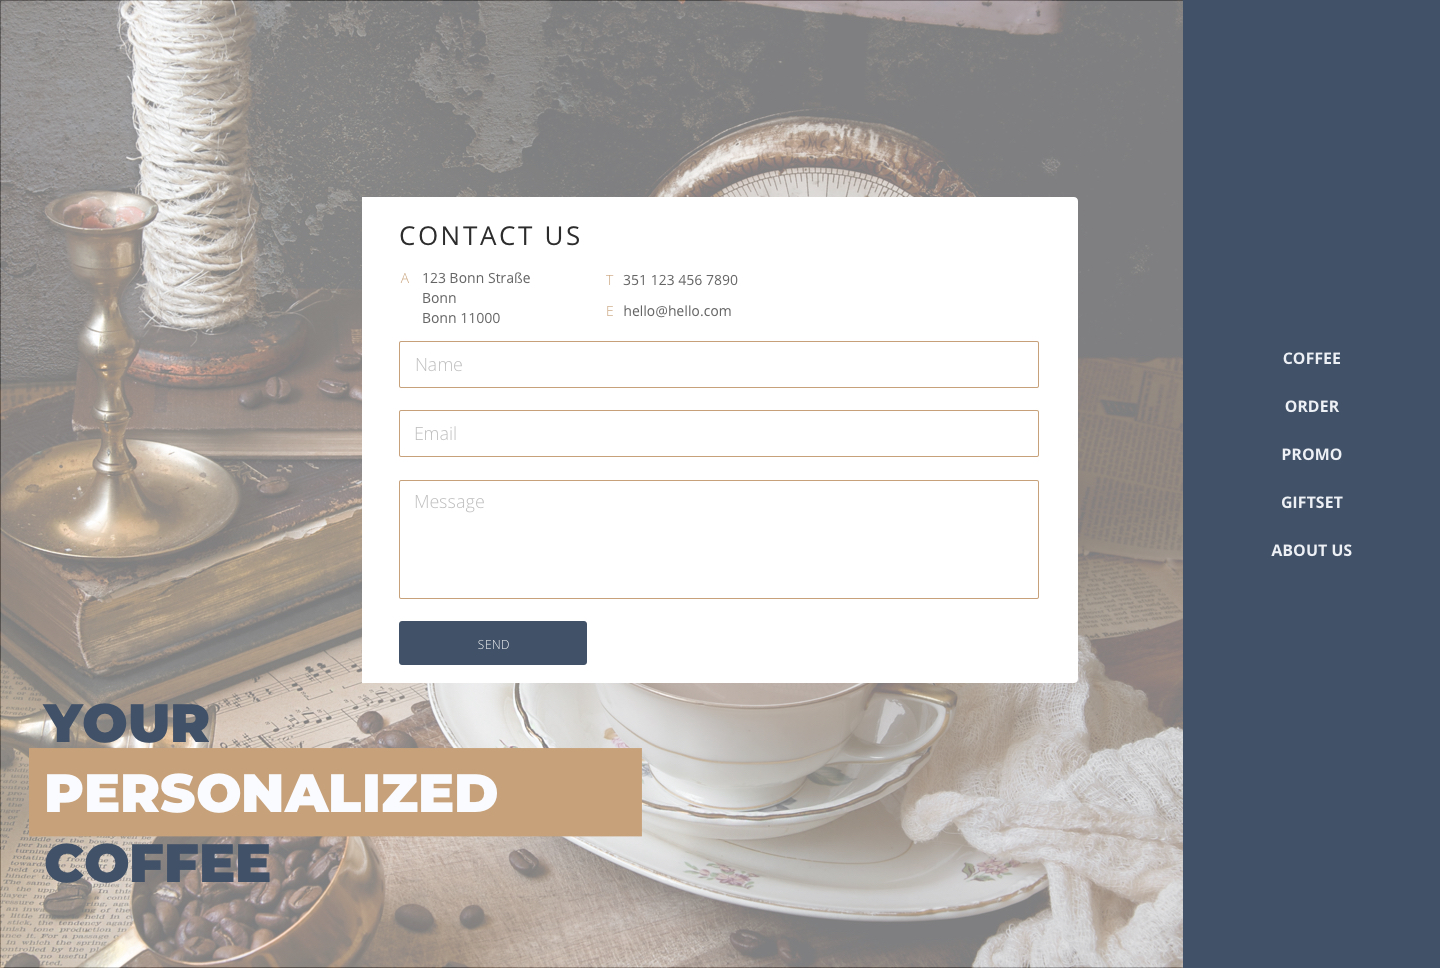 CONTACT US
A 123 Bonn Straße
Bonn
Bonn 11000
T 351 123 456 7890
E hello@hello.com
Name
Email
Message
SEND
COFFEE
ORDER
PROMO
GIFTSET
ABOUT US
YOUR
PERSONALIZED
COFFEE